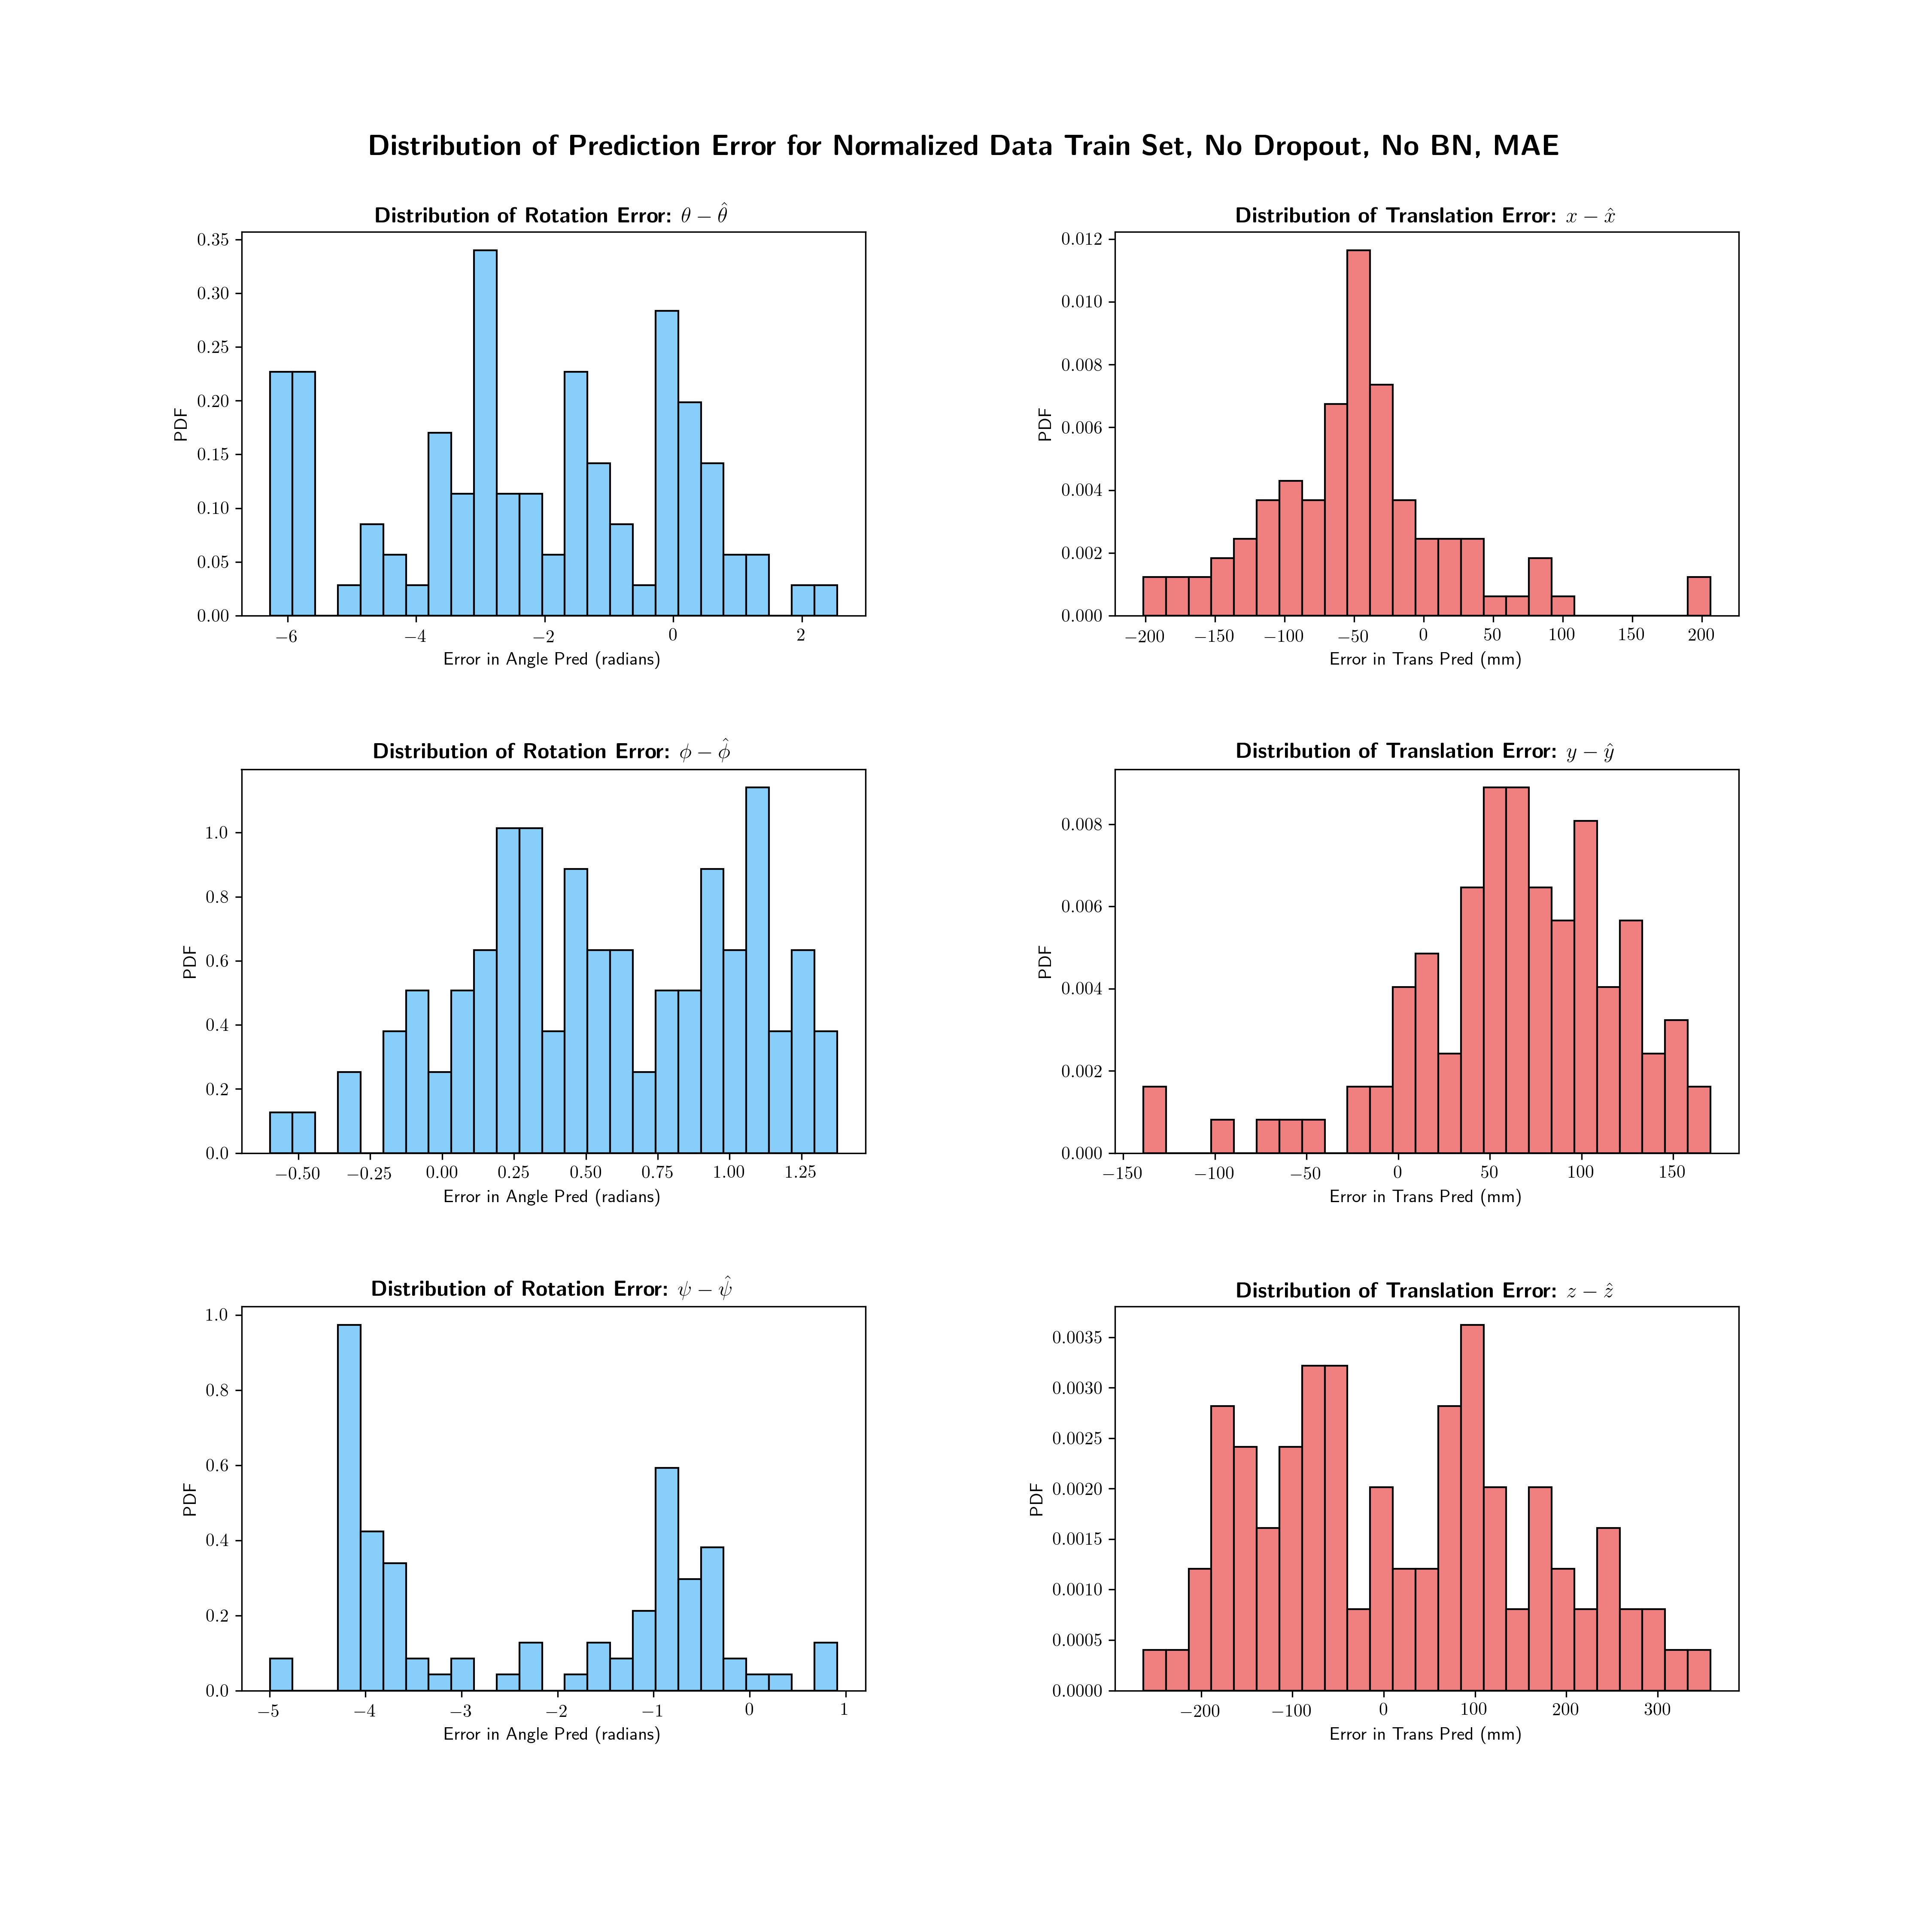 Distribution of Prediction Error for Normalized Data Train Set, No Dropout, No BN, MAE
Distribution of Rotation Error: θ − θ̂
0.35
0.30
0.25
0.20
0.15
0.10
0.05
0.00
PDF
−6 −4 −2 0 2
Error in Angle Pred (radians)
Distribution of Translation Error: x − x̂
0.012
0.010
0.008
0.006
0.004
0.002
0.000
PDF
−200 −150 −100 −50 0 50 100 150 200
Error in Trans Pred (mm)
Distribution of Rotation Error: ϕ − ϕ̂
1.0
0.8
0.6
0.4
0.2
0.0
PDF
−0.50 −0.25 0.00 0.25 0.50 0.75 1.00 1.25
Error in Angle Pred (radians)
Distribution of Translation Error: y − ŷ
0.008
0.006
0.004
0.002
0.000
PDF
−150 −100 −50 0 50 100 150
Error in Trans Pred (mm)
Distribution of Rotation Error: ψ − ψ̂
1.0
0.8
0.6
0.4
0.2
0.0
PDF
−5 −4 −3 −2 −1 0 1
Error in Angle Pred (radians)
Distribution of Translation Error: z − ẑ
0.0035
0.0030
0.0025
0.0020
0.0015
0.0010
0.0005
0.0000
PDF
−200 −100 0 100 200 300
Error in Trans Pred (mm)